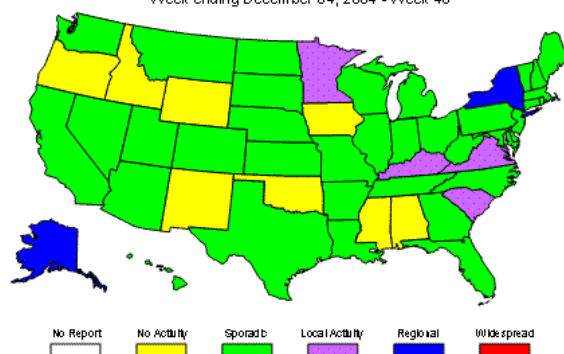 Week ending December 04, 2004 - Week 48
No Report No Activity Sporadic Local Activity Regional Widespread